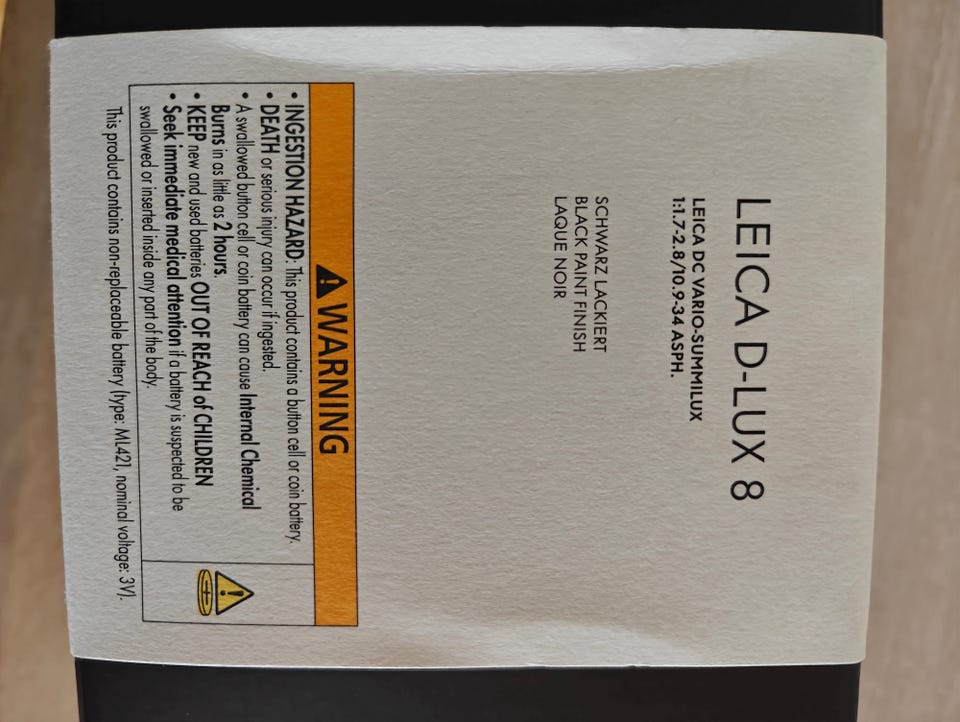 LEICA D-LUX 8
LEICA DC VARIO-SUMMILUX
1:1.7-2.8/10.9-34 ASPH.
SCHWARZ LACKIERT
BLACK PAINT FINISH
LAQUE NOIR
WARNING
• INGESTION HAZARD: This product contains a button cell or coin battery.
• DEATH or serious injury can occur if ingested.
• A swallowed button cell or coin battery can cause Internal Chemical
Burns in as little as 2 hours.
• KEEP new and used batteries OUT OF REACH of CHILDREN
• Seek immediate medical attention if a battery is suspected to be
swallowed or inserted inside any part of the body.
This product contains non-replaceable battery (type: ML421, nominal voltage: 3V).